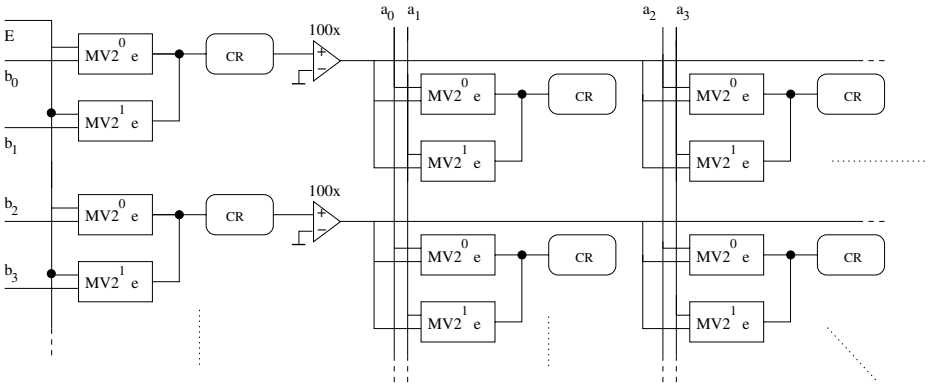 a0 a1 a2 a3
100x
E
MV2 0 e
CR
+
−
b0
MV2 0 e
CR
MV2 0 e
CR
MV2 1 e
b1
MV2 1 e
MV2 1 e
100x
b2
MV2 0 e
CR
+
−
MV2 0 e
CR
MV2 0 e
CR
b3
MV2 1 e
MV2 1 e
MV2 1 e